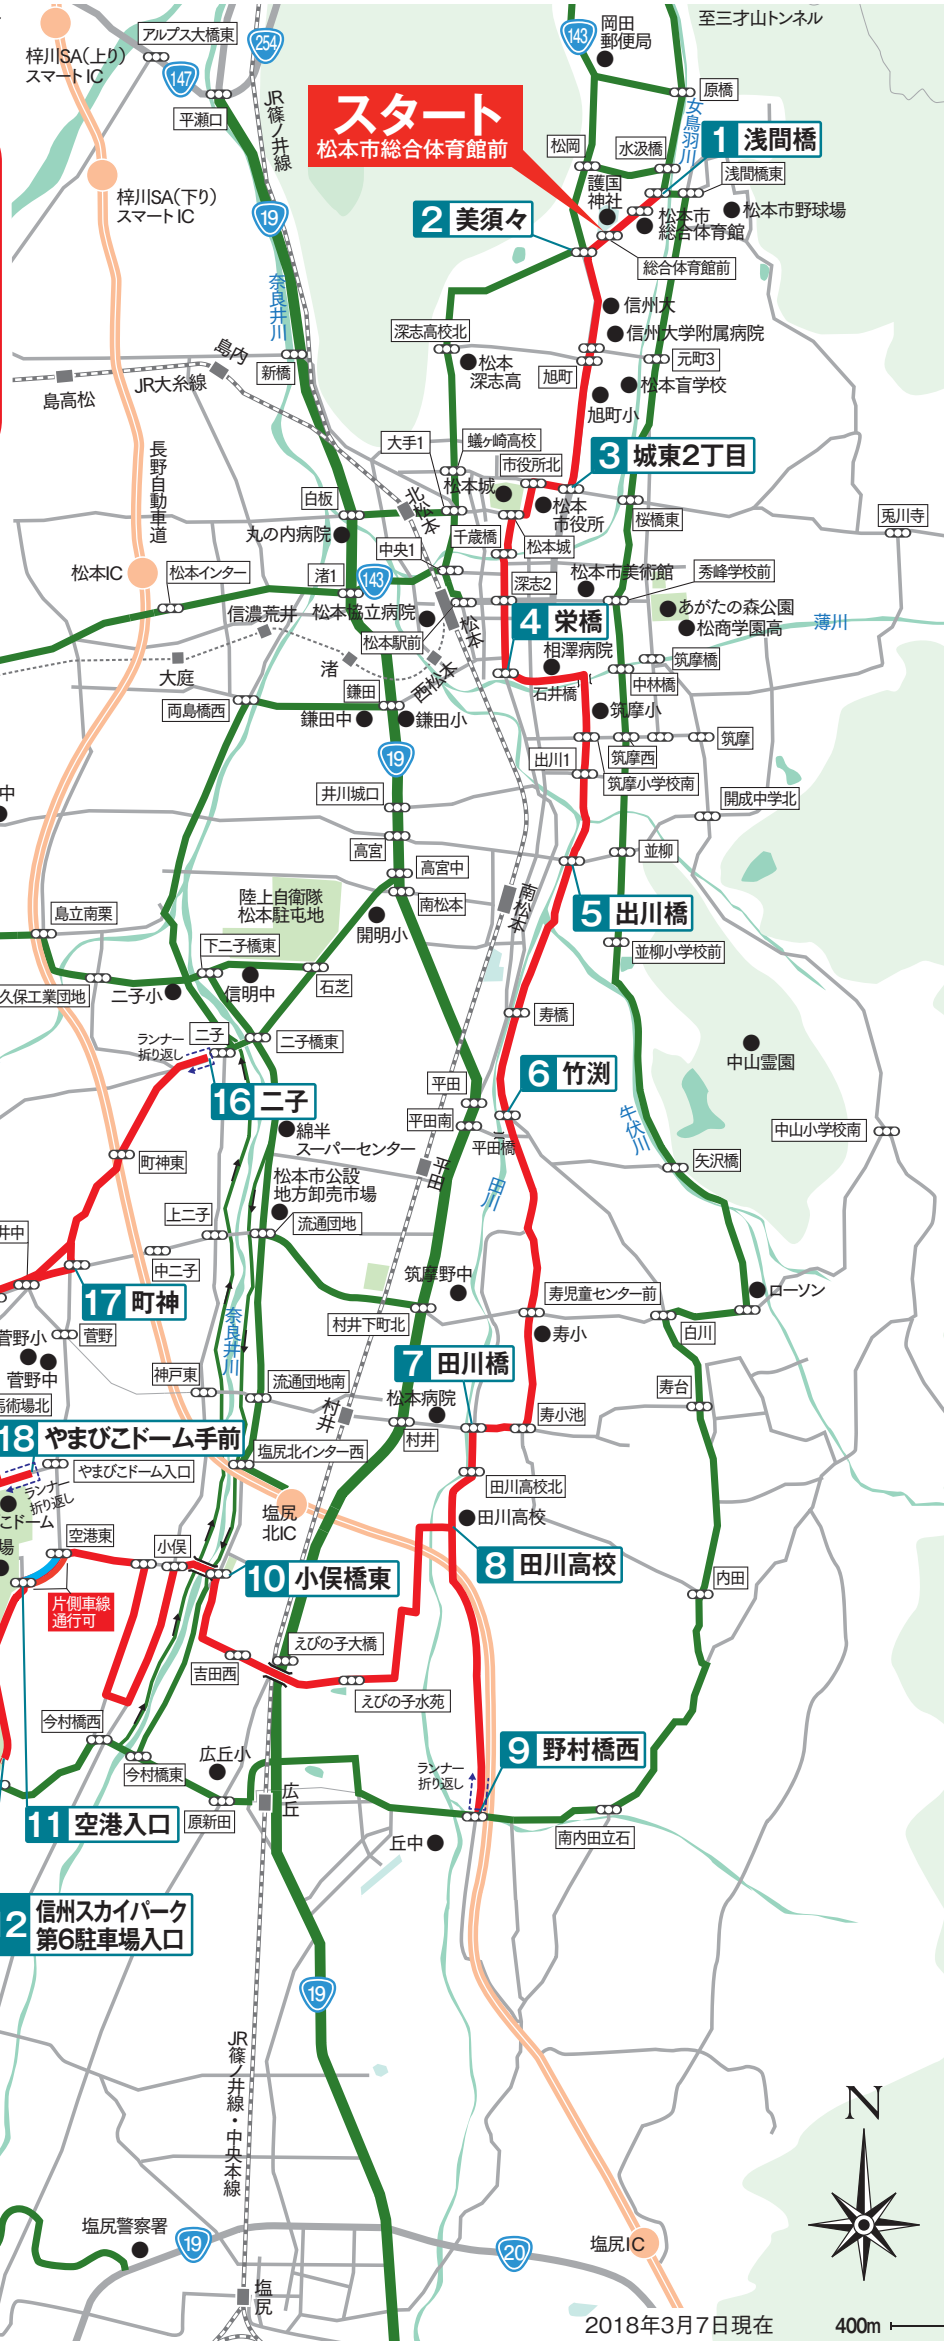 至三才山トンネル
岡田
郵便局
143
アルプス大橋東
254
梓川SA(上り)
スマートIC
147
平瀬口
JR篠ノ井線
原橋
女鳥羽川
スタート
松本市総合体育館前
松岡
水汲橋
1 浅間橋
浅間橋東
護国
神社
梓川SA(下り)
スマートIC
19
2 美須々
松本市
総合体育館
松本市野球場
総合体育館前
奈良井川
信州大
深志高校北
信州大学附属病院
島内
新橋
松本
深志高
旭町
元町3
JR大糸線
島高松
松本盲学校
旭町小
長野自動車道
大手1
蟻ヶ崎高校
市役所北
3 城東2丁目
松本城
白板
北松本
松本
市役所
桜橋東
兎川寺
丸の内病院
千歳橋
松本城
中央1
松本IC
松本インター
渚1
143
深志2
松本市美術館
秀峰学校前
信濃荒井
松本協立病院
松本
あがたの森公園
4 栄橋
松商学園高
薄川
松本駅前
相澤病院
筑摩橋
渚
西松本
大庭
中林橋
石井橋
両島橋西
鎌田
鎌田中
鎌田小
筑摩小
筑摩
19
出川1
筑摩西
筑摩小学校南
井川城口
開成中学北
中
高宮
高宮中
並柳
陸上自衛隊
松本駐屯地
南松本
南松本
島立南栗
開明小
5 出川橋
下二子橋東
並柳小学校前
久保工業団地
二子小
信明中
石芝
寿橋
ランナー
折り返し
二子
二子橋東
中山霊園
6 竹渕
平田
16 二子
平田南
綿半
スーパーセンター
平田橋
牛伏川
中山小学校南
町神東
平田
矢沢橋
松本市公設
地方卸売市場
田川
上二子
流通団地
井中
中二子
筑摩野中
17 町神
寿児童センター前
ローソン
奈良井川
村井下町北
白川
菅野小
菅野
寿小
菅野中
7 田川橋
神戸東
流通団地南
寿台
馬術場北
松本病院
村井
村井
寿小池
18 やまびこドーム手前
塩尻北インター西
やまびこドーム入口
ランナー
折り返し
田川高校北
塩尻
北IC
田川高校
こドーム
空港東
小俣
8 田川高校
場
10 小俣橋東
内田
片側車線
通行可
えびの子大橋
吉田西
えびの子水苑
今村橋西
9 野村橋西
広丘小
ランナー
折り返し
今村橋東
広丘
11 空港入口
原新田
丘中
南内田立石
12 信州スカイパーク
第6駐車場入口
19
JR篠ノ井線・中央本線
N
塩尻警察署
19
20
塩尻IC
塩尻
2018年3月7日現在
400m